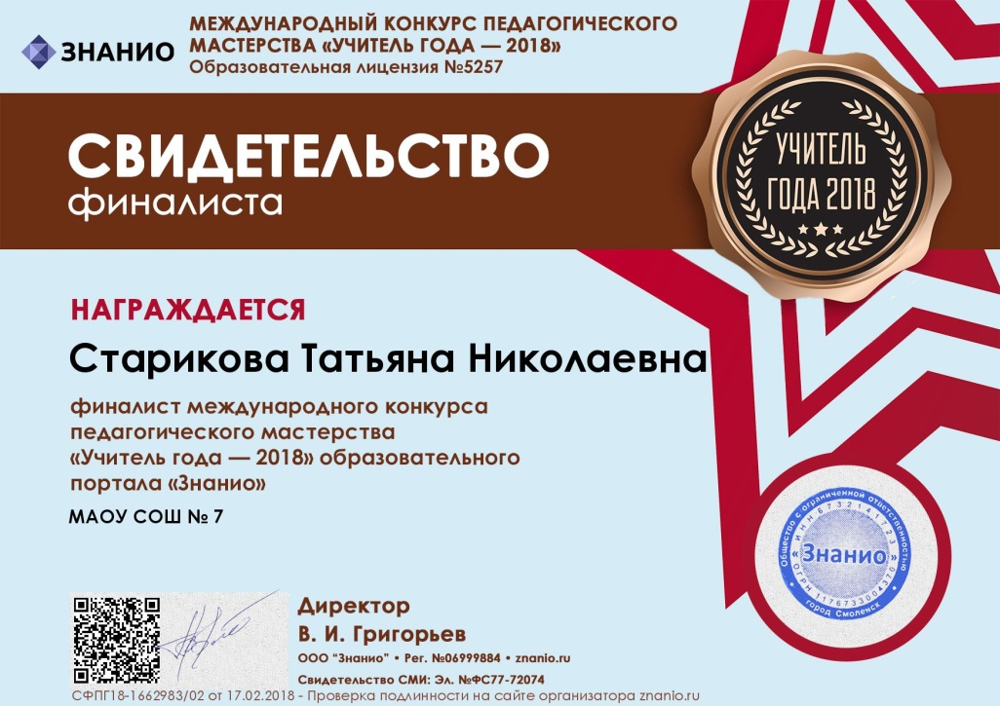 ЗНАНИО
МЕЖДУНАРОДНЫЙ КОНКУРС ПЕДАГОГИЧЕСКОГО
МАСТЕРСТВА «УЧИТЕЛЬ ГОДА — 2018»
Образовательная лицензия №5257
СВИДЕТЕЛЬСТВО
финалиста
УЧИТЕЛЬ
ГОДА 2018
НАГРАЖДАЕТСЯ
Старикова Татьяна Николаевна
финалист международного конкурса
педагогического мастерства
«Учитель года — 2018» образовательного
портала «Знанио»
МАОУ СОШ № 7
Общество с ограниченной ответственностью
ИНН 6732141723
«Знанио»
ОГРН 1176733004370
город Смоленск
Директор
В. И. Григорьев
ООО “Знанио” • Рег. №06999884 • znanio.ru
Свидетельство СМИ: Эл. №ФС77-72074
СФПГ18-1662983/02 от 17.02.2018 - Проверка подлинности на сайте организатора znanio.ru